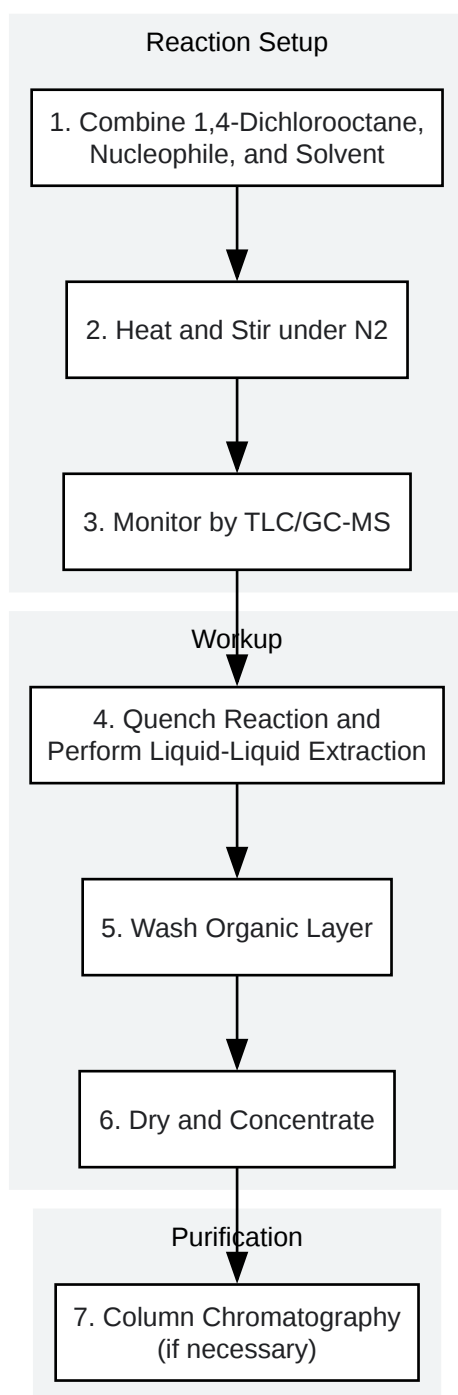 Reaction Setup
1. Combine 1,4-Dichlorooctane,
Nucleophile, and Solvent
2. Heat and Stir under N2
3. Monitor by TLC/GC-MS
Workup
4. Quench Reaction and
Perform Liquid-Liquid Extraction
5. Wash Organic Layer
6. Dry and Concentrate
Purification
7. Column Chromatography
(if necessary)